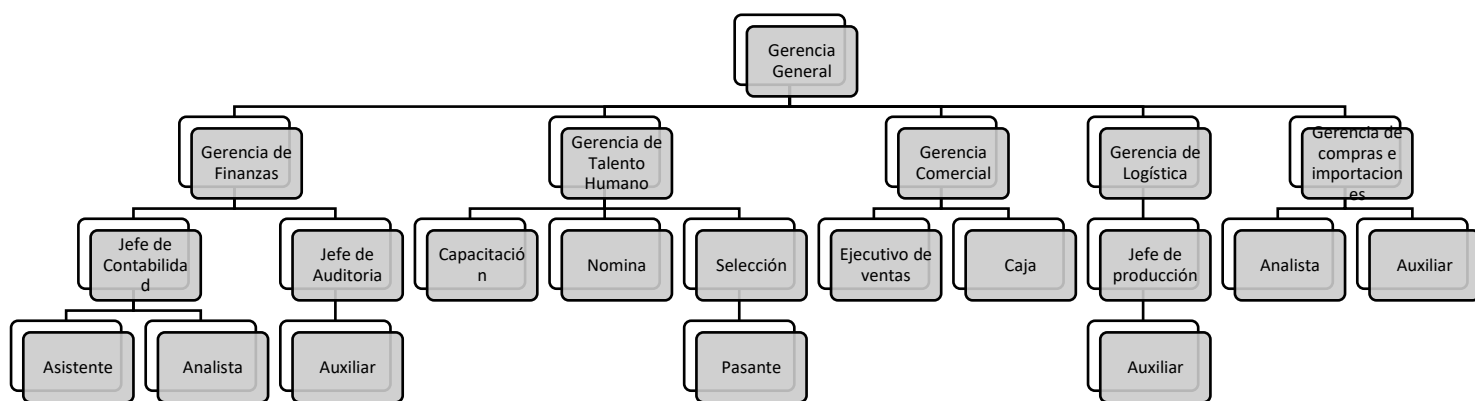 Gerencia
General
Gerencia de
Finanzas
Gerencia de
Talento
Humano
Gerencia
Comercial
Gerencia de
Logística
Gerencia de
compras e
importacion
es
Jefe de
Contabilida
d
Jefe de
Auditoria
Capacitació
n
Nomina
Selección
Ejecutivo de
ventas
Caja
Jefe de
producción
Analista
Auxiliar
Asistente
Analista
Auxiliar
Pasante
Auxiliar